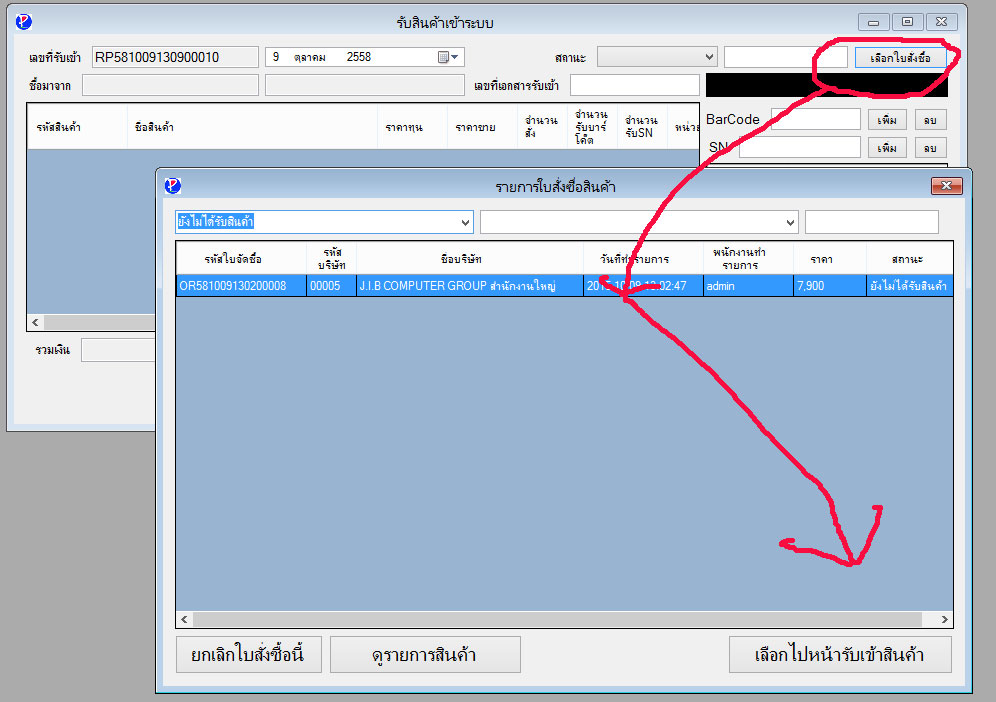 รับสินค้าเข้าระบบ
เลขที่รับเข้า RP581009130900010 9 ตุลาคม 2558 สถานะ เลือกใบสั่งซื้อ
ซื้อมาจาก เลขที่เอกสารรับเข้า
รหัสสินค้า ชื่อสินค้า ราคาทุน ราคาขาย จำนวนสั่ง จำนวนรับบาร์โค้ด จำนวนรับSN หน่วย
BarCode เพิ่ม ลบ
SN เพิ่ม ลบ
รวมเงิน
รายการใบสั่งซื้อสินค้า
ยังไม่ได้รับสินค้า
รหัสใบจัดซื้อ รหัสบริษัท ชื่อบริษัท วันที่ทำรายการ พนักงานทำรายการ ราคา สถานะ
OR581009130200008 00005 J.I.B COMPUTER GROUP สำนักงานใหญ่ admin 7,900 ยังไม่ได้รับสินค้า
ยกเลิกใบสั่งซื้อนี้ ดูรายการสินค้า เลือกไปหน้ารับเข้าสินค้า